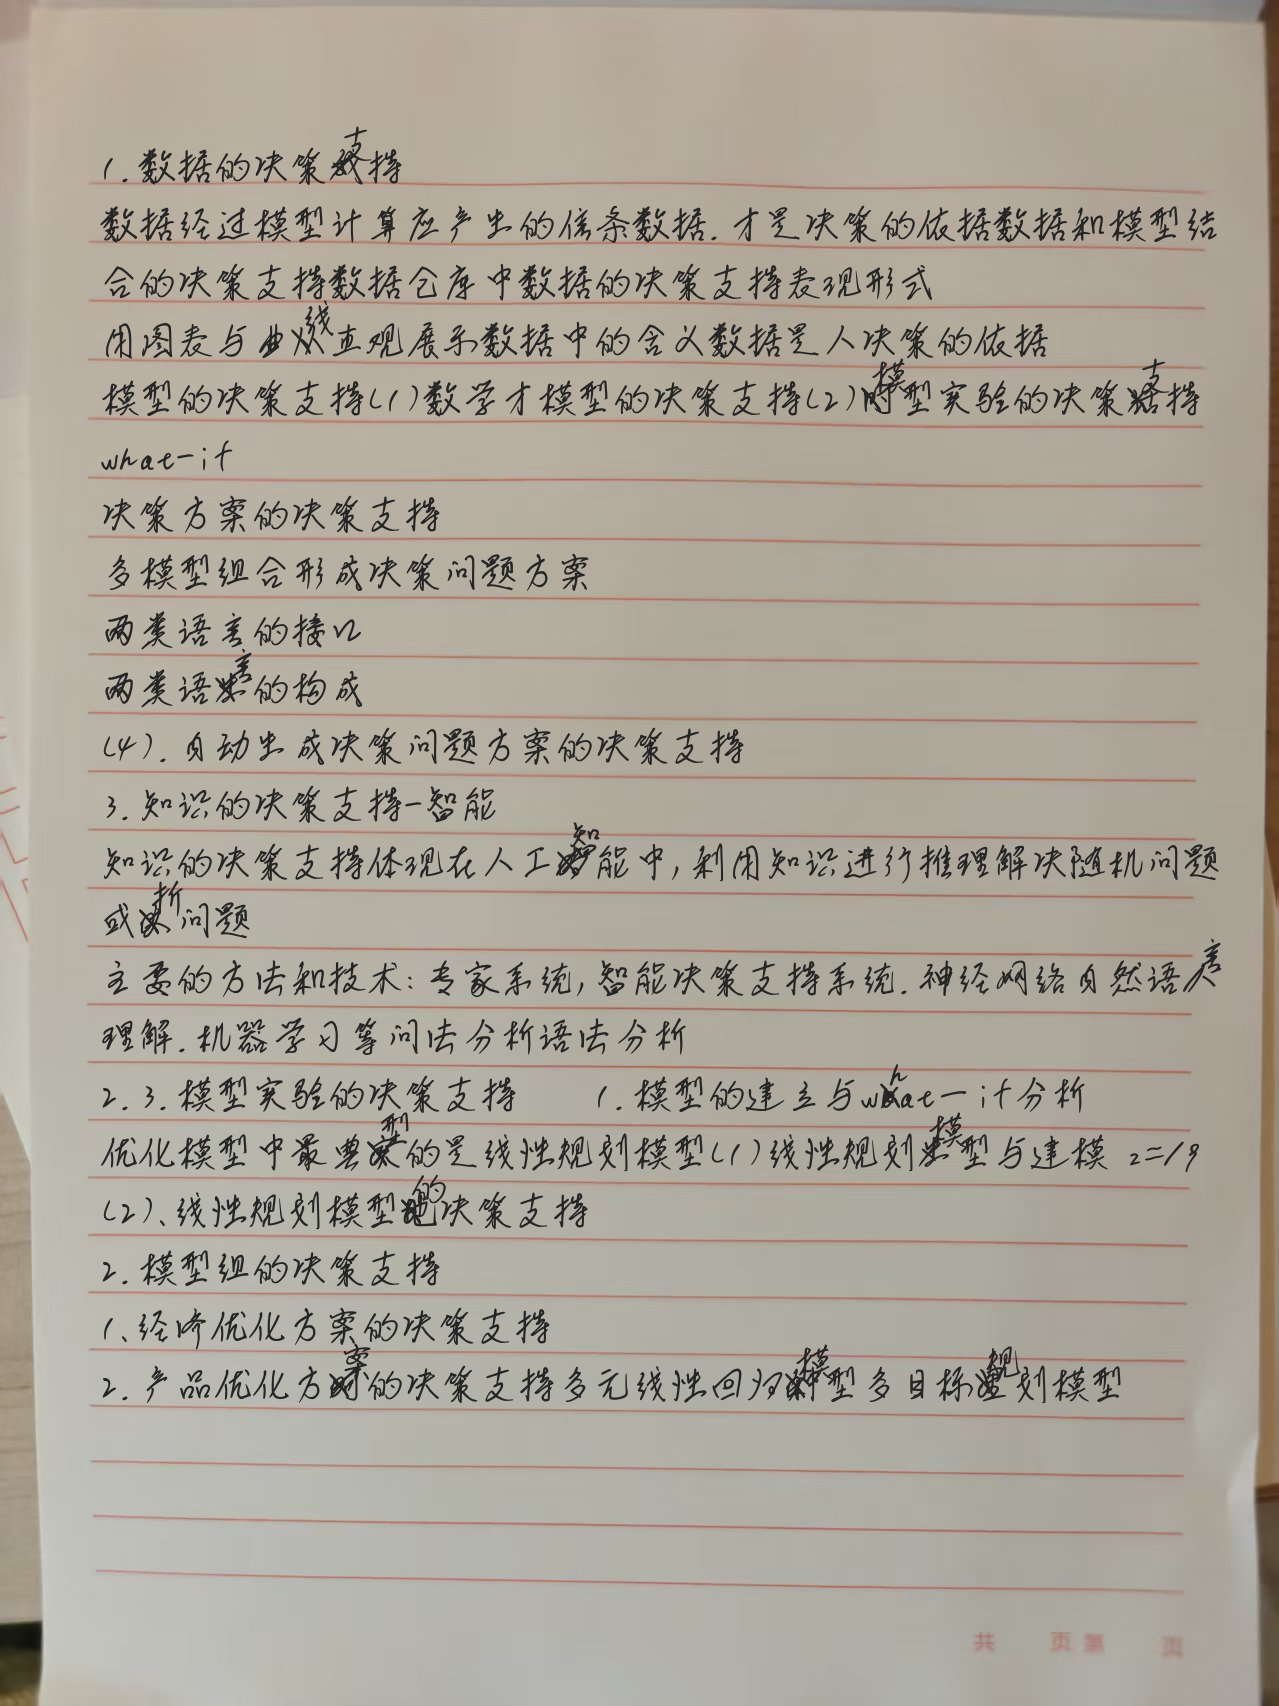 1.数据的决策支持
数据经过模型计算应产生的信条数据.才是决策的依据数据和模型结
合的决策支持数据仓库中数据的决策支持表现形式
用图表与曲线直观展示数据中的含义数据是人决策的依据
模型的决策支持(1)数学才模型的决策支持(2)模型实验的决策支持
what-if
决策方案的决策支持
多模型组合形成决策问题方案
两类语言的接口
两类语言的构成
(4).自动生成决策问题方案的决策支持
3.知识的决策支持-智能
知识的决策支持体现在人工智能中,利用知识进行推理解决随机问题
或析问题
主要的方法和技术:专家系统,智能决策支持系统.神经网络自然语言
理解.机器学习等问法分析语法分析
2.3.模型实验的决策支持 1.模型的建立与what-if分析
优化模型中最典型的是线性规划模型(1)线性规划模型与建模 2=19
(2)、线性规划模型的决策支持
2.模型组的决策支持
1、经济优化方案的决策支持
2.产品优化方案的决策支持多元线性回归模型多目标规划模型
共 页 第 页